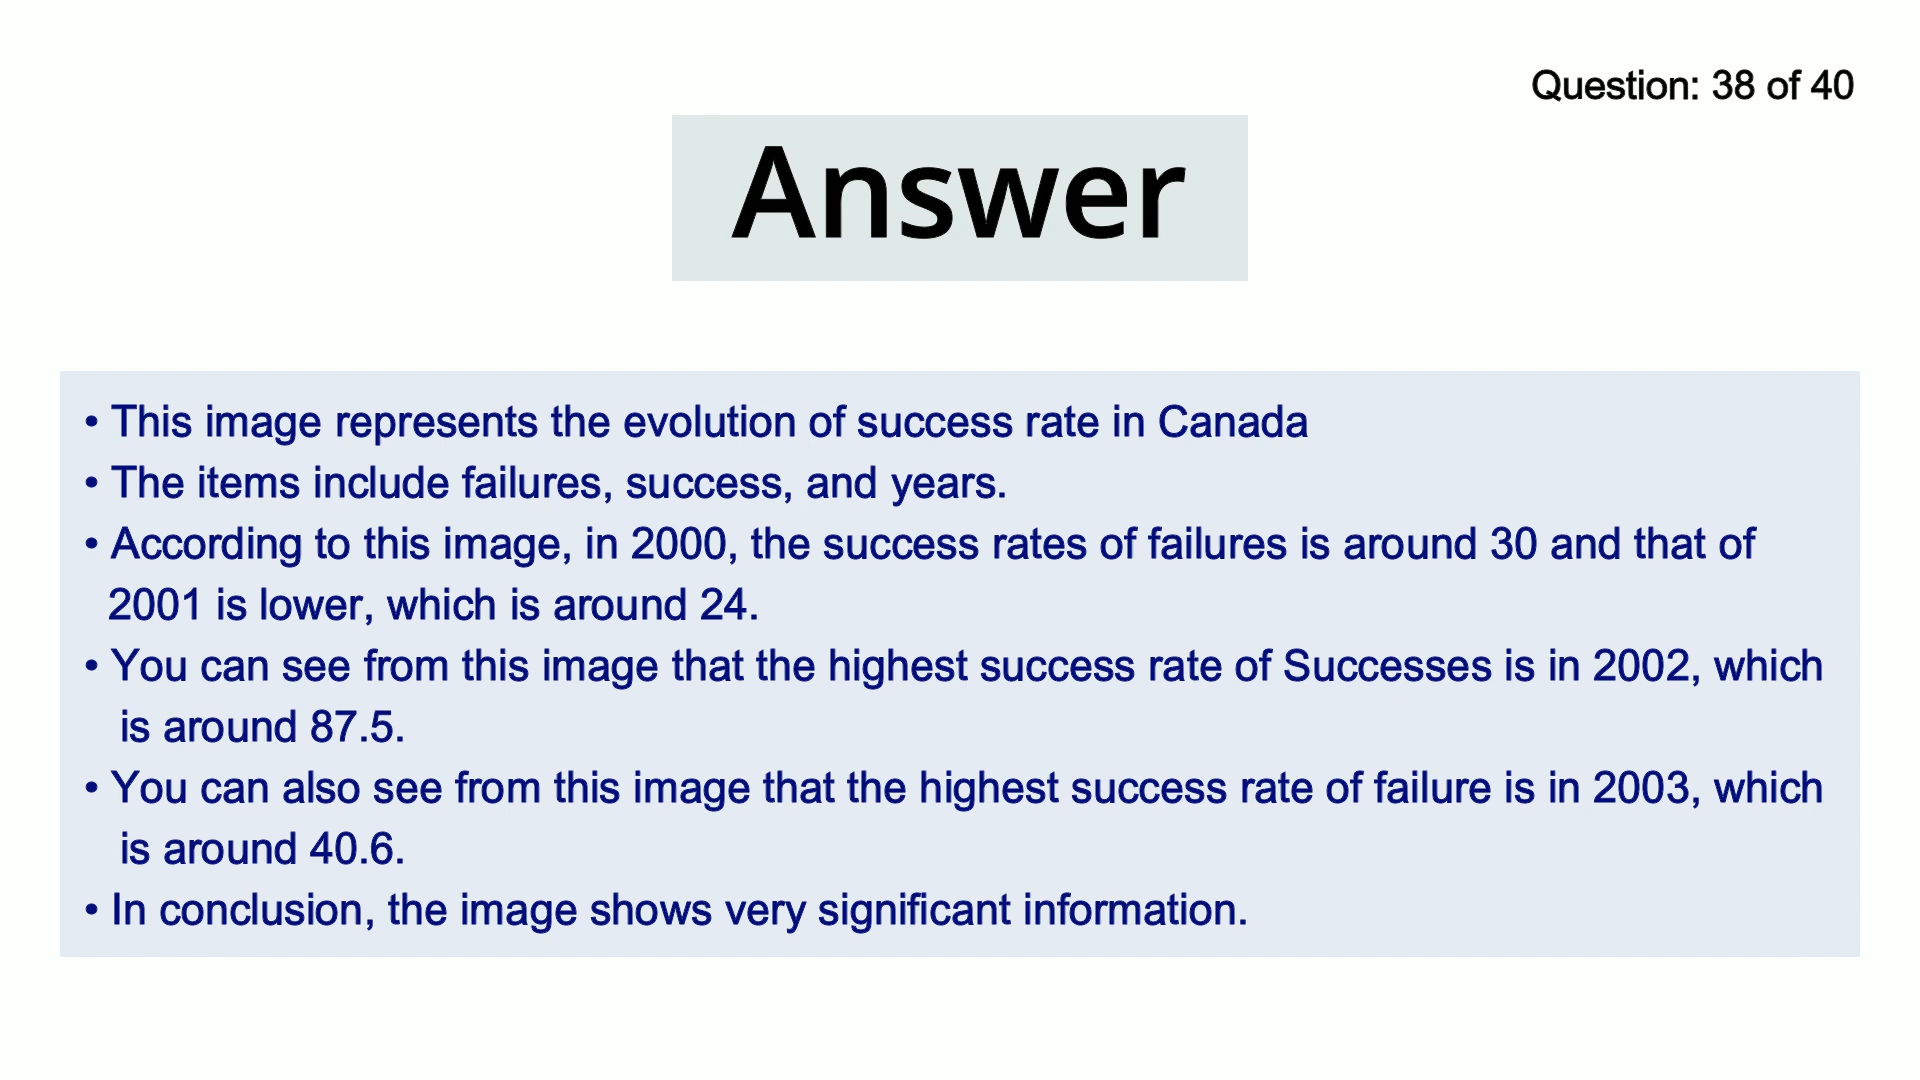 Question: 38 of 40
Answer
• This image represents the evolution of success rate in Canada
• The items include failures, success, and years.
• According to this image, in 2000, the success rates of failures is around 30 and that of
2001 is lower, which is around 24.
• You can see from this image that the highest success rate of Successes is in 2002, which
is around 87.5.
• You can also see from this image that the highest success rate of failure is in 2003, which
is around 40.6.
• In conclusion, the image shows very significant information.